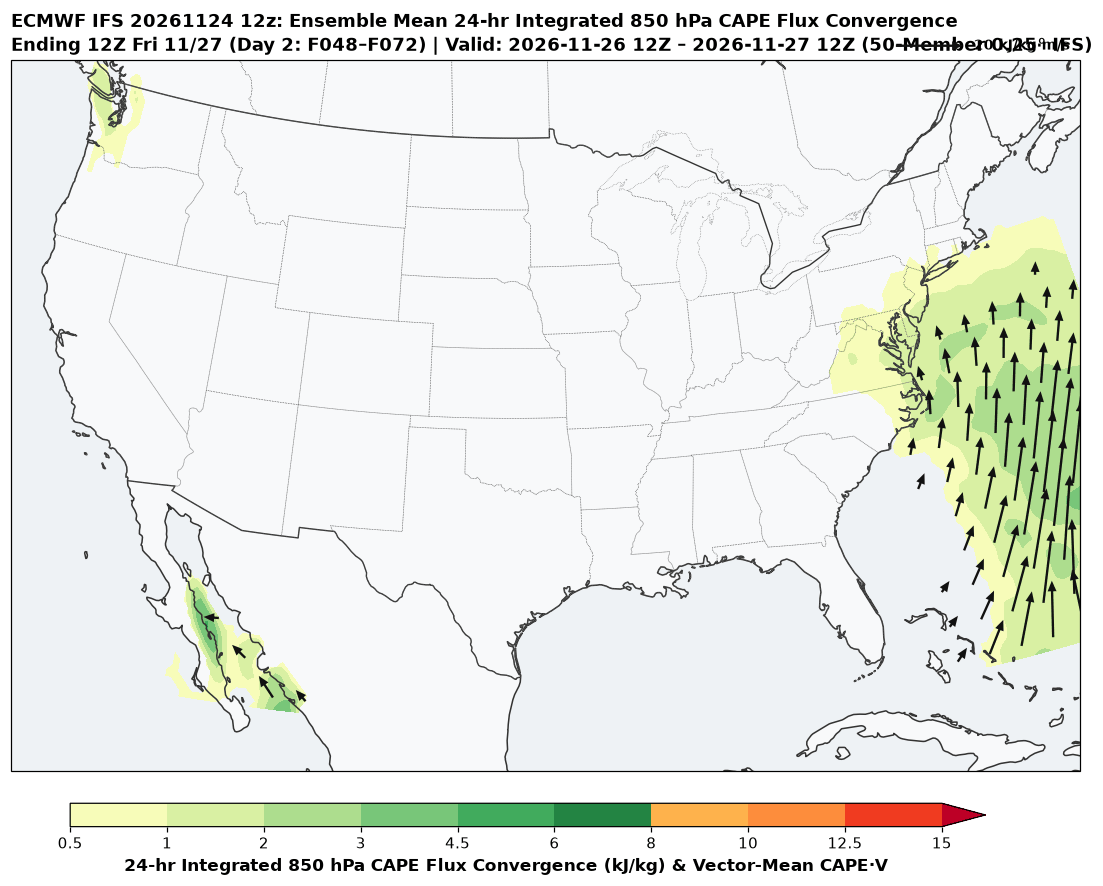 ECMWF IFS 20261124 12z: Ensemble Mean 24-hr Integrated 850 hPa CAPE Flux Convergence
Ending 12Z Fri 11/27 (Day 2: F048–F072) | Valid: 2026-11-26 12Z – 2026-11-27 12Z (50-Member 0.25° IFS)
0.5 1 2 3 4.5 6 8 10 12.5 15
24-hr Integrated 850 hPa CAPE Flux Convergence (kJ/kg) & Vector-Mean CAPE·V